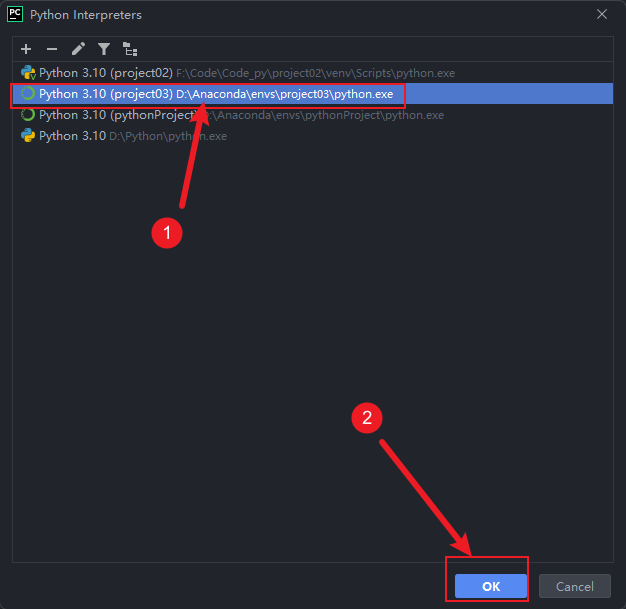 PC Python Interpreters
Python 3.10 (project02) F:\Code\Code_py\project02\venv\Scripts\python.exe
Python 3.10 (project03) D:\Anaconda\envs\project03\python.exe
Python 3.10 (pythonProject) \Anaconda\envs\pythonProject\python.exe
Python 3.10 D:\Python\python.exe
1
2
OK Cancel